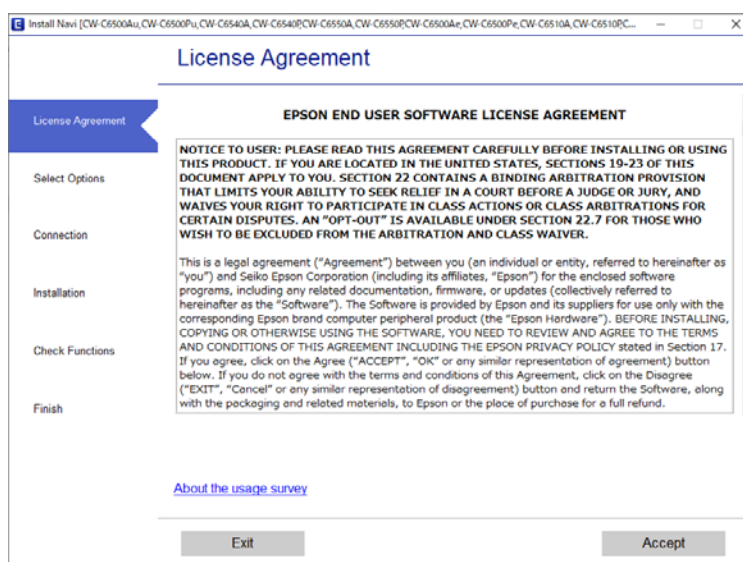 Install Navi [CW-C6500Au,CW-C6500Pu,CW-C6540A,CW-C6540P,CW-C6550A,CW-C6550P,CW-C6500Ae,CW-C6500Pe,CW-C6510A,CW-C6510P,C...
License Agreement
License Agreement
Select Options
Connection
Installation
Check Functions
Finish
EPSON END USER SOFTWARE LICENSE AGREEMENT
NOTICE TO USER: PLEASE READ THIS AGREEMENT CAREFULLY BEFORE INSTALLING OR USING
THIS PRODUCT. IF YOU ARE LOCATED IN THE UNITED STATES, SECTIONS 19-23 OF THIS
DOCUMENT APPLY TO YOU. SECTION 22 CONTAINS A BINDING ARBITRATION PROVISION
THAT LIMITS YOUR ABILITY TO SEEK RELIEF IN A COURT BEFORE A JUDGE OR JURY, AND
WAIVES YOUR RIGHT TO PARTICIPATE IN CLASS ACTIONS OR CLASS ARBITRATIONS FOR
CERTAIN DISPUTES. AN "OPT-OUT" IS AVAILABLE UNDER SECTION 22.7 FOR THOSE WHO
WISH TO BE EXCLUDED FROM THE ARBITRATION AND CLASS WAIVER.
This is a legal agreement ("Agreement") between you (an individual or entity, referred to hereinafter as
"you") and Seiko Epson Corporation (including its affiliates, "Epson") for the enclosed software
programs, including any related documentation, firmware, or updates (collectively referred to
hereinafter as the "Software"). The Software is provided by Epson and its suppliers for use only with the
corresponding Epson brand computer peripheral product (the "Epson Hardware"). BEFORE INSTALLING,
COPYING OR OTHERWISE USING THE SOFTWARE, YOU NEED TO REVIEW AND AGREE TO THE TERMS
AND CONDITIONS OF THIS AGREEMENT INCLUDING THE EPSON PRIVACY POLICY stated in Section 17.
If you agree, click on the Agree ("ACCEPT", "OK" or any similar representation of agreement) button
below. If you do not agree with the terms and conditions of this Agreement, click on the Disagree
("EXIT", "Cancel" or any similar representation of disagreement) button and return the Software, along
with the packaging and related materials, to Epson or the place of purchase for a full refund.
About the usage survey
Exit
Accept